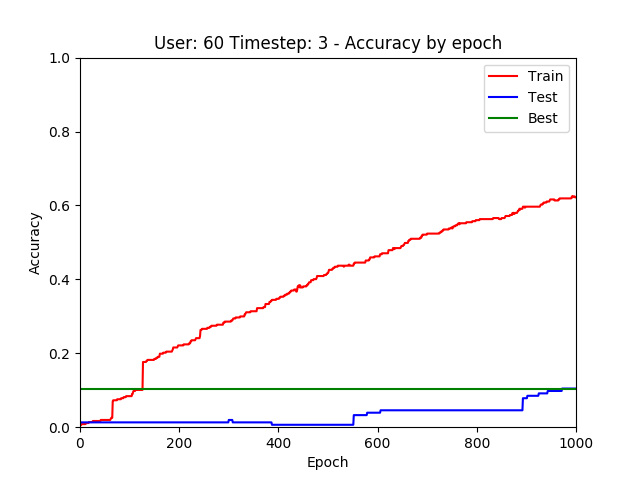 User: 60 Timestep: 3 - Accuracy by epoch
1.0
0.8
0.6
0.4
0.2
0.0
Accuracy
Train
Test
Best
0 200 400 600 800 1000
Epoch